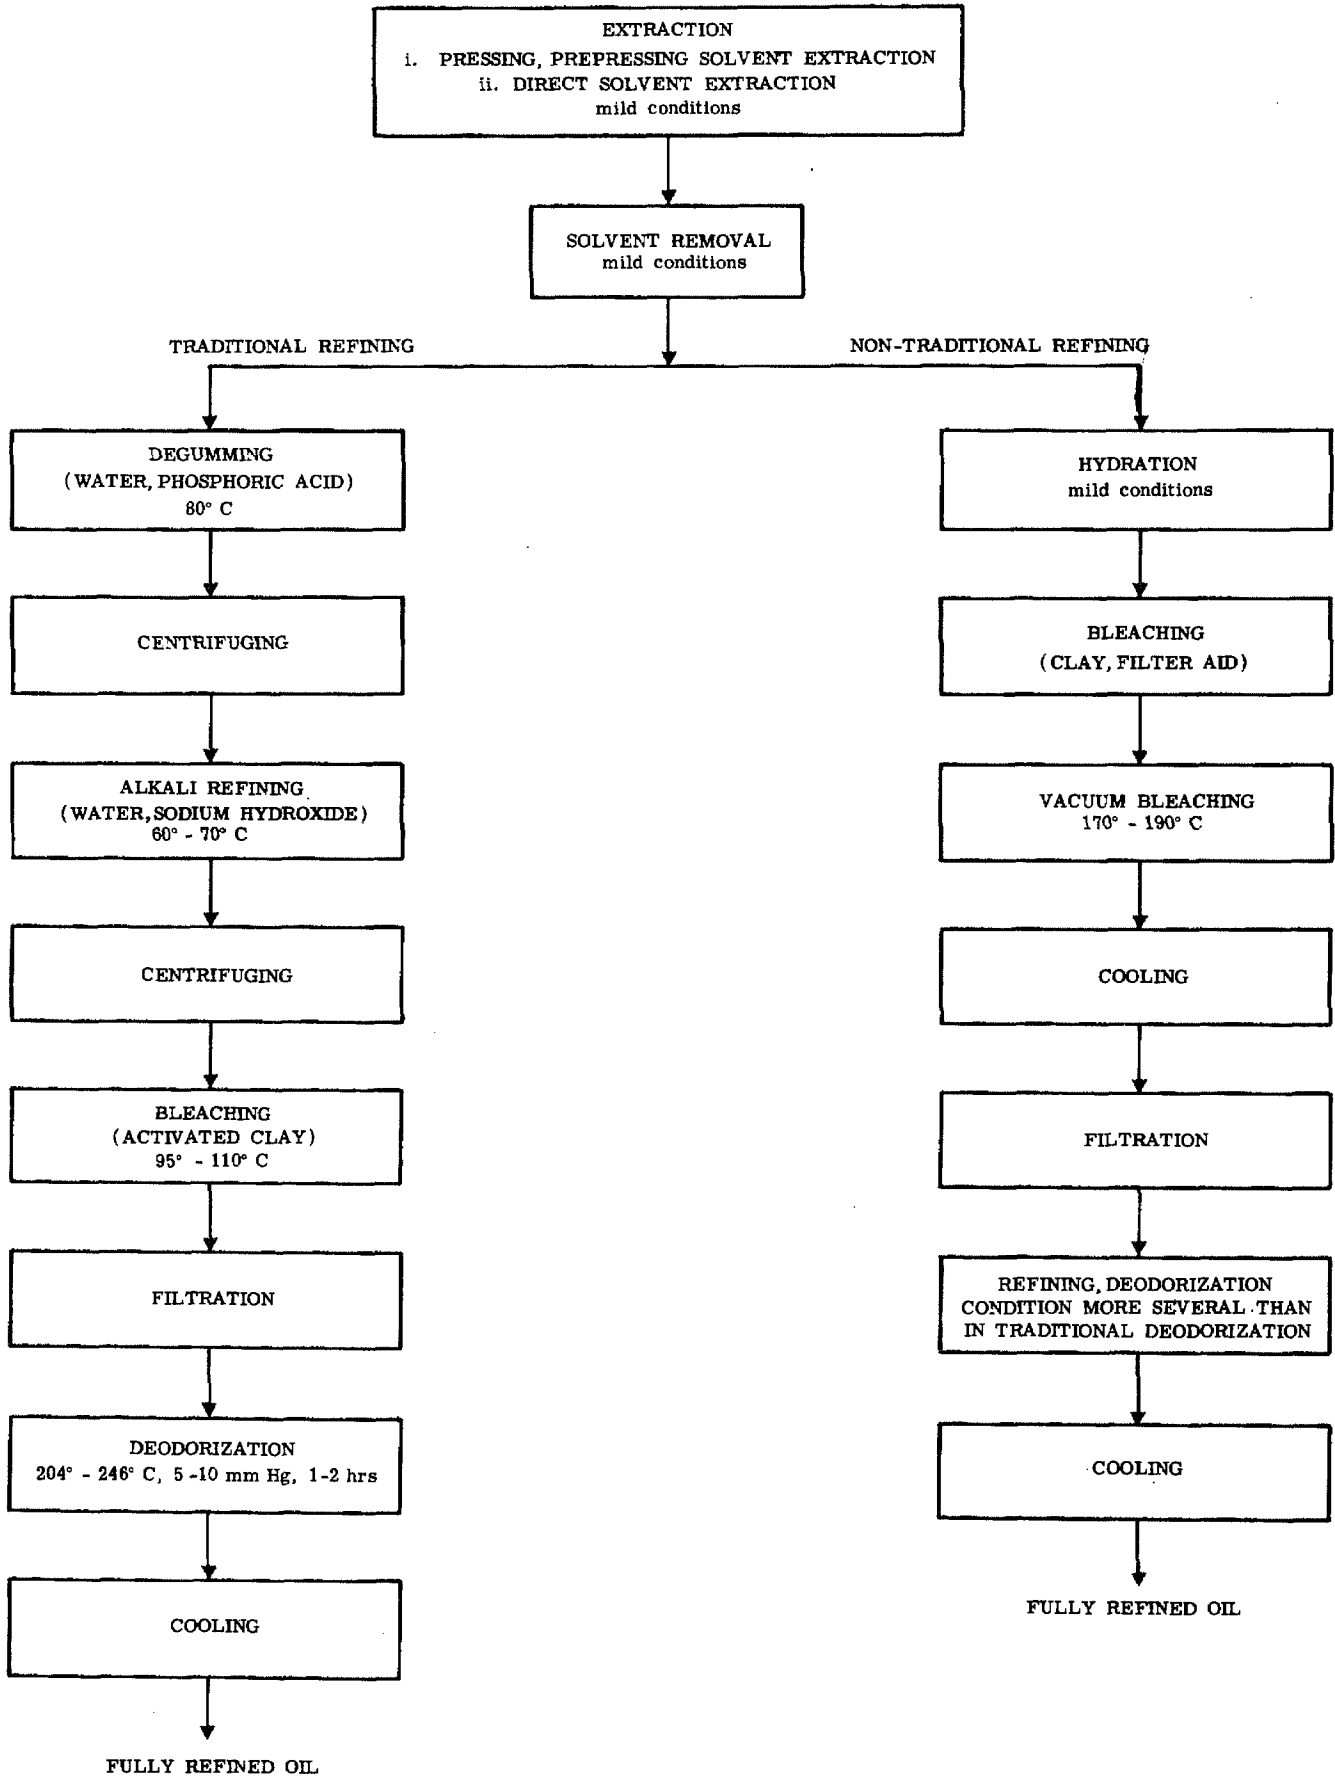 EXTRACTION
i. PRESSING, PREPRESSING SOLVENT EXTRACTION
ii. DIRECT SOLVENT EXTRACTION
mild conditions
SOLVENT REMOVAL
mild conditions
TRADITIONAL REFINING
DEGUMMING
(WATER, PHOSPHORIC ACID)
80° C
CENTRIFUGING
ALKALI REFINING
(WATER, SODIUM HYDROXIDE)
60° - 70° C
CENTRIFUGING
BLEACHING
(ACTIVATED CLAY)
95° - 110° C
FILTRATION
DEODORIZATION
204° - 246° C, 5-10 mm Hg, 1-2 hrs
COOLING
FULLY REFINED OIL
NON-TRADITIONAL REFINING
HYDRATION
mild conditions
BLEACHING
(CLAY, FILTER AID)
VACUUM BLEACHING
170° - 190° C
COOLING
FILTRATION
REFINING, DEODORIZATION
CONDITION MORE SEVERAL THAN
IN TRADITIONAL DEODORIZATION
COOLING
FULLY REFINED OIL